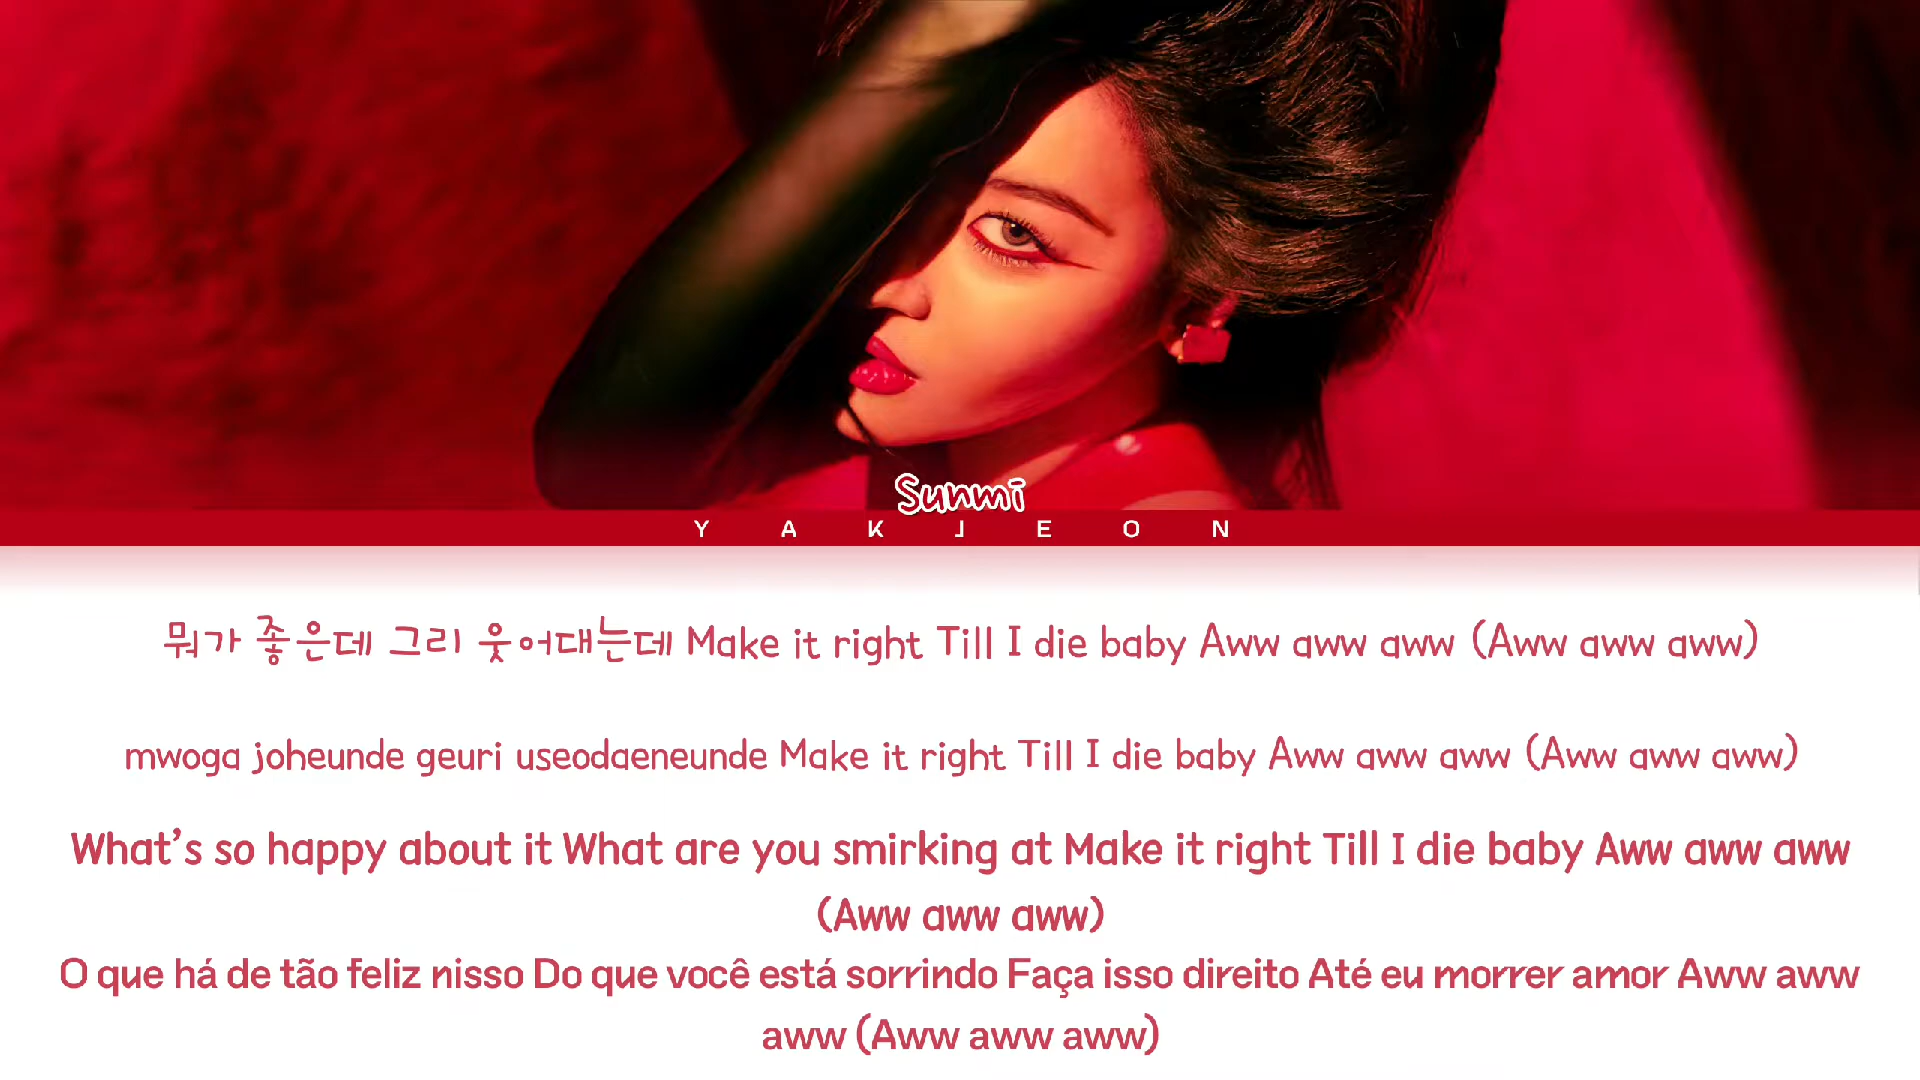 Sunmi
YAKJEON
뭐가 좋은데 그리 웃어대는데 Make it right Till I die baby Aww aww aww (Aww aww aww)
mwoga joheunde geuri useodaeneunde Make it right Till I die baby Aww aww aww (Aww aww aww)
What’s so happy about it What are you smirking at Make it right Till I die baby Aww aww aww
(Aww aww aww)
O que há de tão feliz nisso Do que você está sorrindo Faça isso direito Até eu morrer amor Aww aww
aww (Aww aww aww)